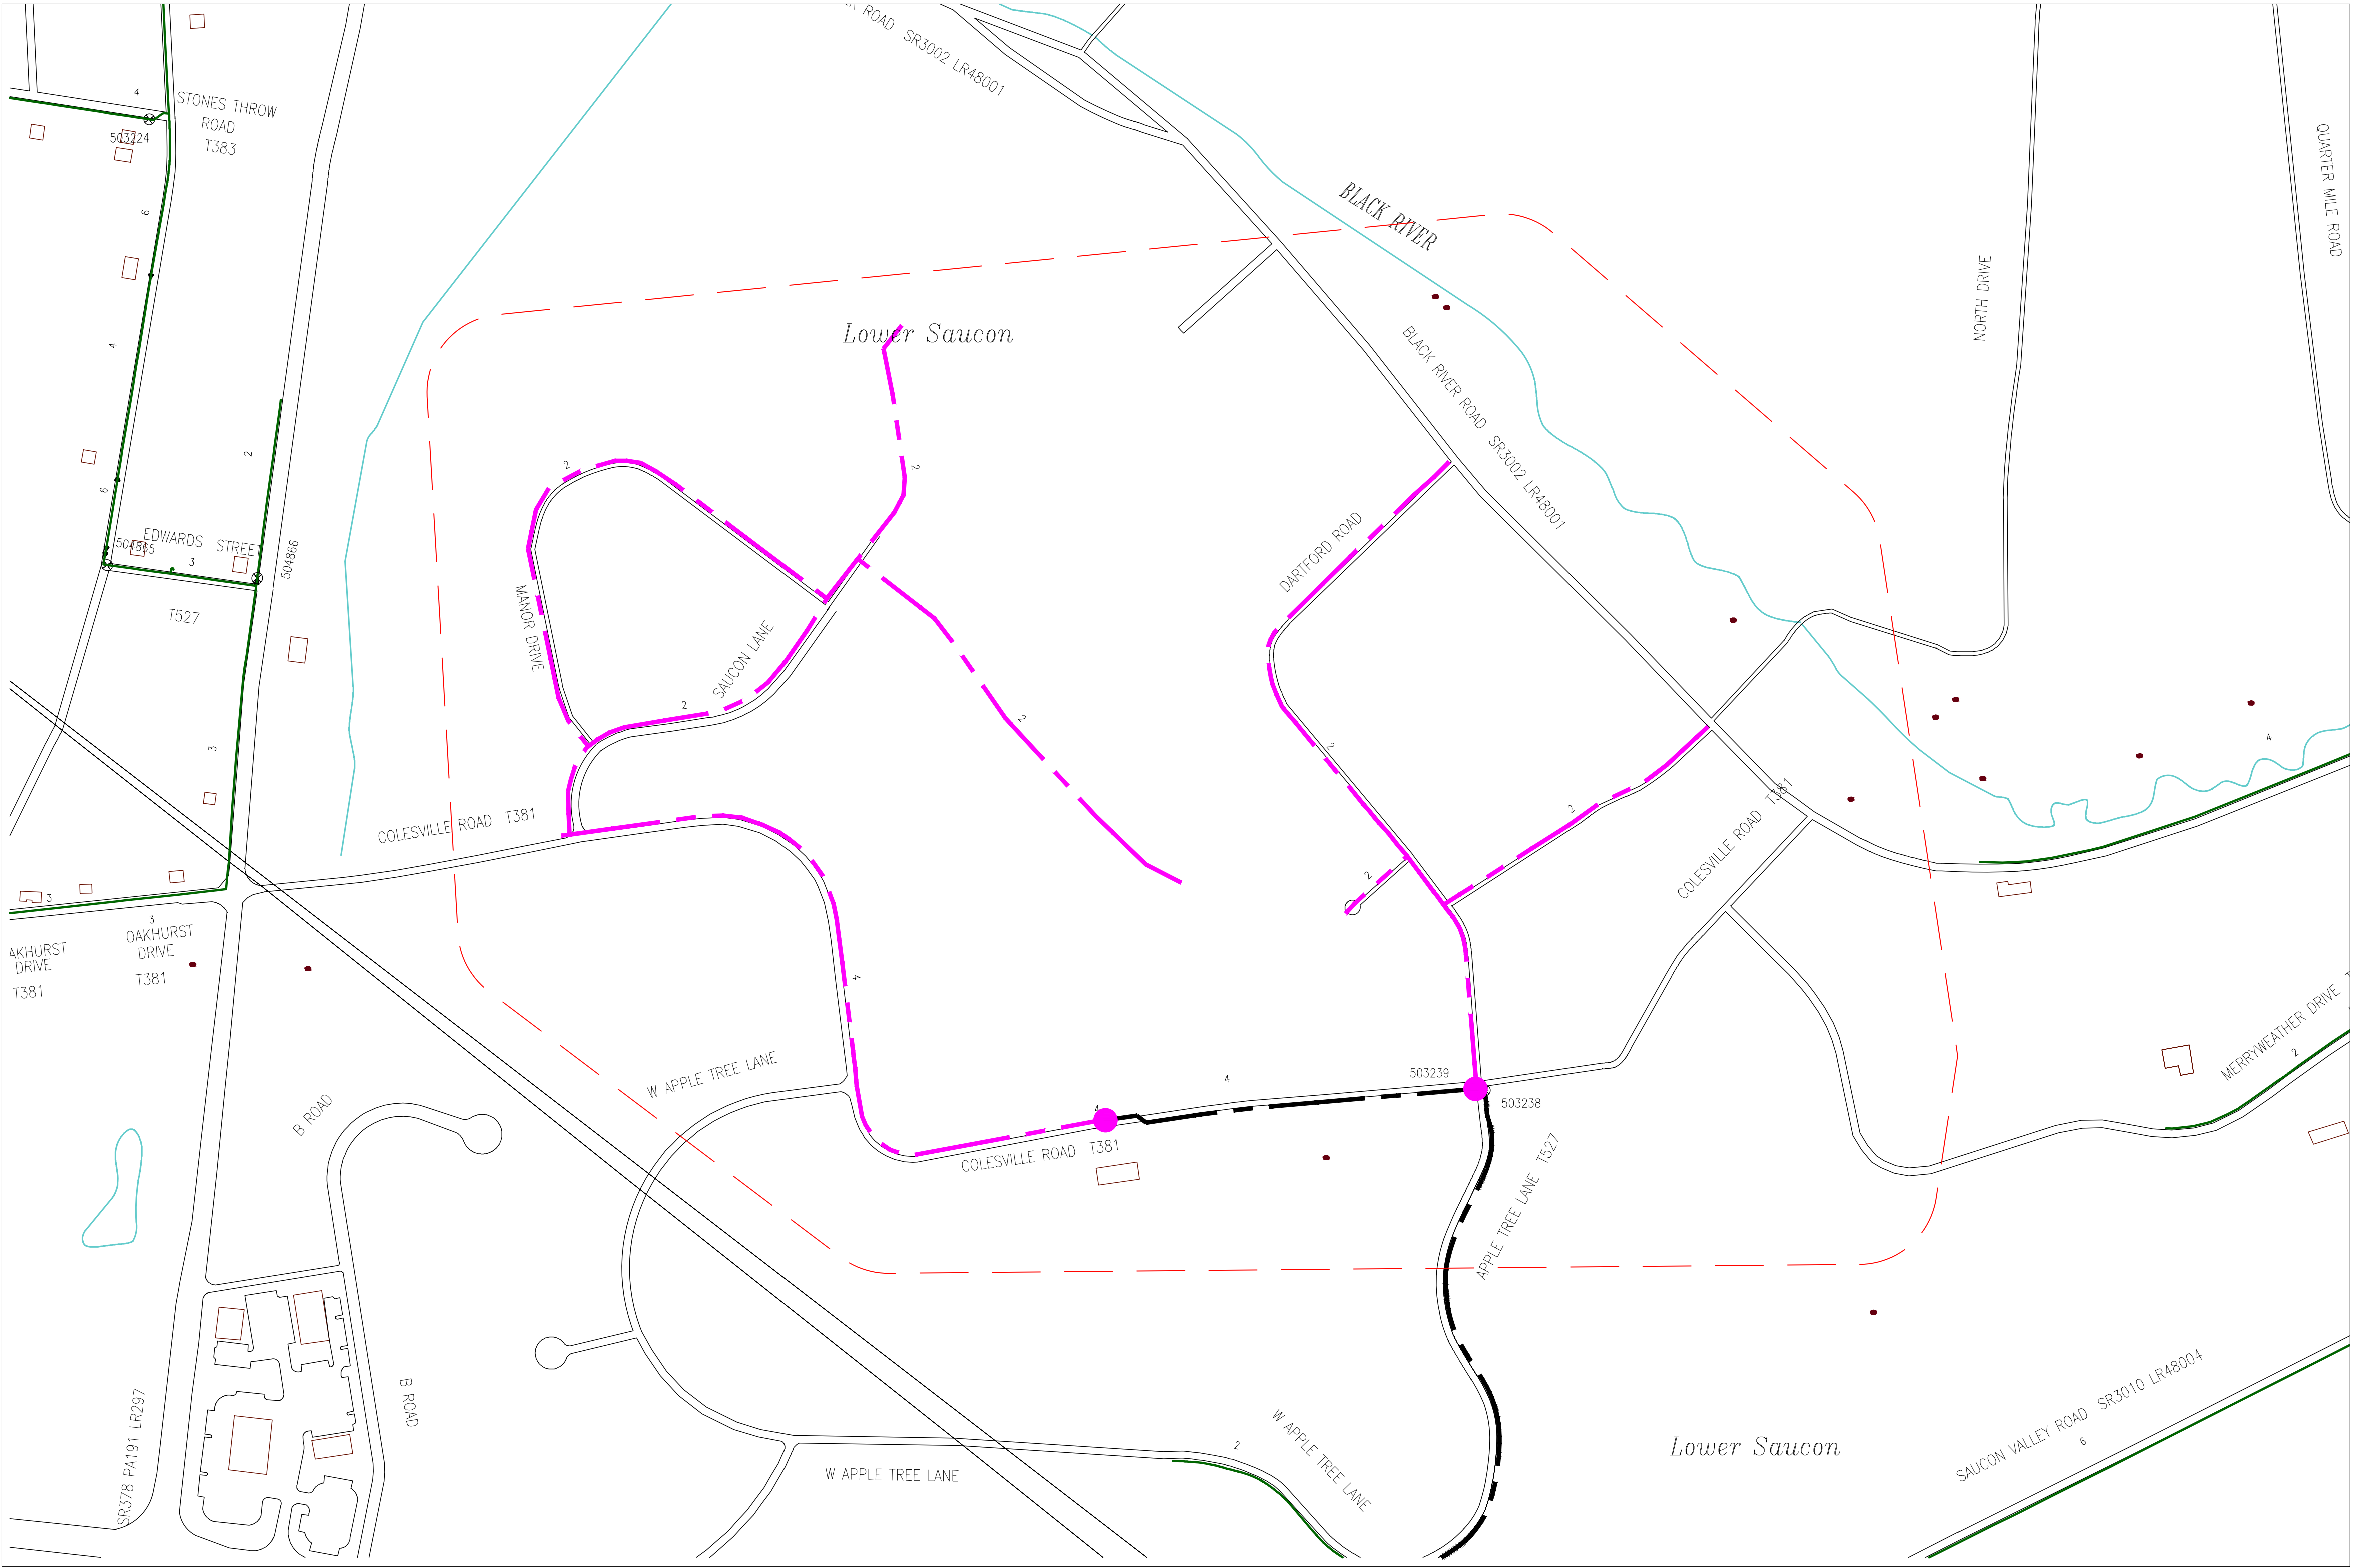 ROAD  SR3002 LR48001
4
STONES THROW
ROAD
T383
503224
QUARTER MILE ROAD
BLACK RIVER
6
NORTH DRIVE
Lower Saucon
4
BLACK RIVER ROAD  SR3002 LR48001
2
2
2
6
EDWARDS  STREET
504865
3
504866
DARTFORD ROAD
T527
MANOR DRIVE
SAUCON LANE
2
2
2
3
4
COLESVILLE ROAD  T381
2
COLESVILLE ROAD  T381
2
3
3
OAKHURST
DRIVE
T381
AKHURST
DRIVE
T381
4
MERRYWEATHER DRIVE
2
W APPLE TREE LANE
503239
4
503238
4
B ROAD
COLESVILLE ROAD  T381
APPLE TREE LANE  T527
B ROAD
SR378 PA191 LR297
W APPLE TREE LANE
2
W APPLE TREE LANE
Lower Saucon
SAUCON VALLEY ROAD  SR3010 LR48004
6